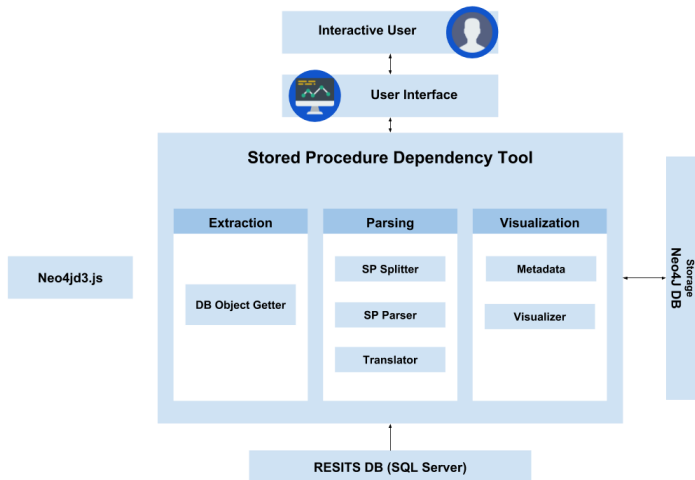 Interactive User
User Interface
Stored Procedure Dependency Tool
Extraction
Parsing
Visualization
DB Object Getter
SP Splitter
SP Parser
Translator
Metadata
Visualizer
Neo4jd3.js
Storage
Neo4J DB
RESITS DB (SQL Server)